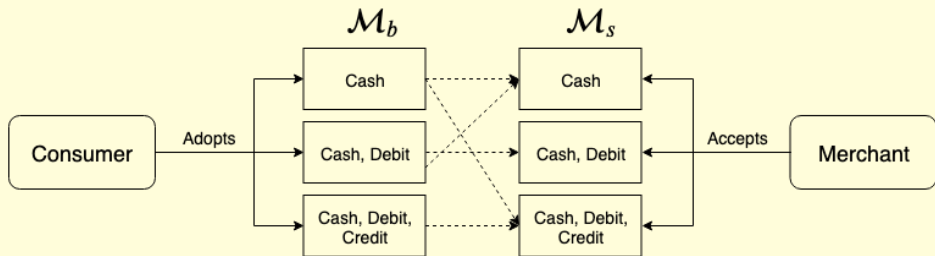 𝓜b 𝓜s
Cash Cash
Consumer Adopts Cash, Debit Cash, Debit Accepts Merchant
Cash, Debit, Cash, Debit,
Credit Credit